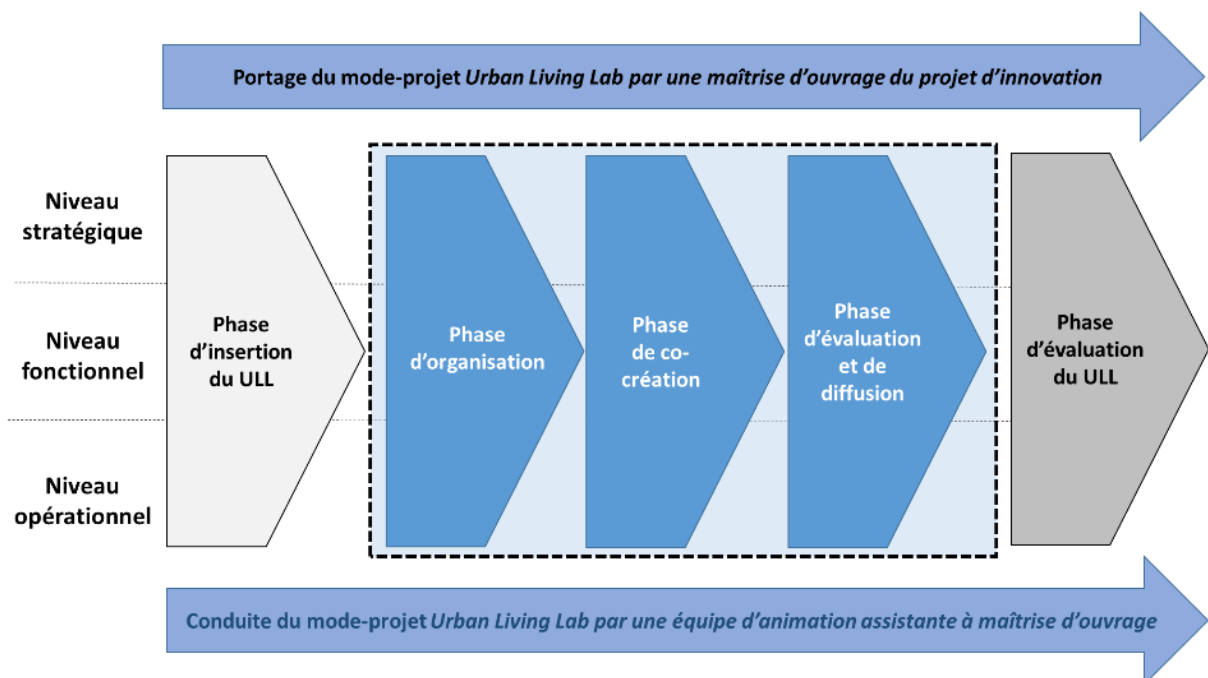 Portage du mode-projet Urban Living Lab par une maîtrise d'ouvrage du projet d'innovation
Niveau
stratégique
Niveau
fonctionnel
Niveau
opérationnel
Phase
d'insertion
du ULL
Phase
d'organisation
Phase
de co-
création
Phase
d'évaluation
et de
diffusion
Phase
d'évaluation
du ULL
Conduite du mode-projet Urban Living Lab par une équipe d'animation assistante à maîtrise d'ouvrage